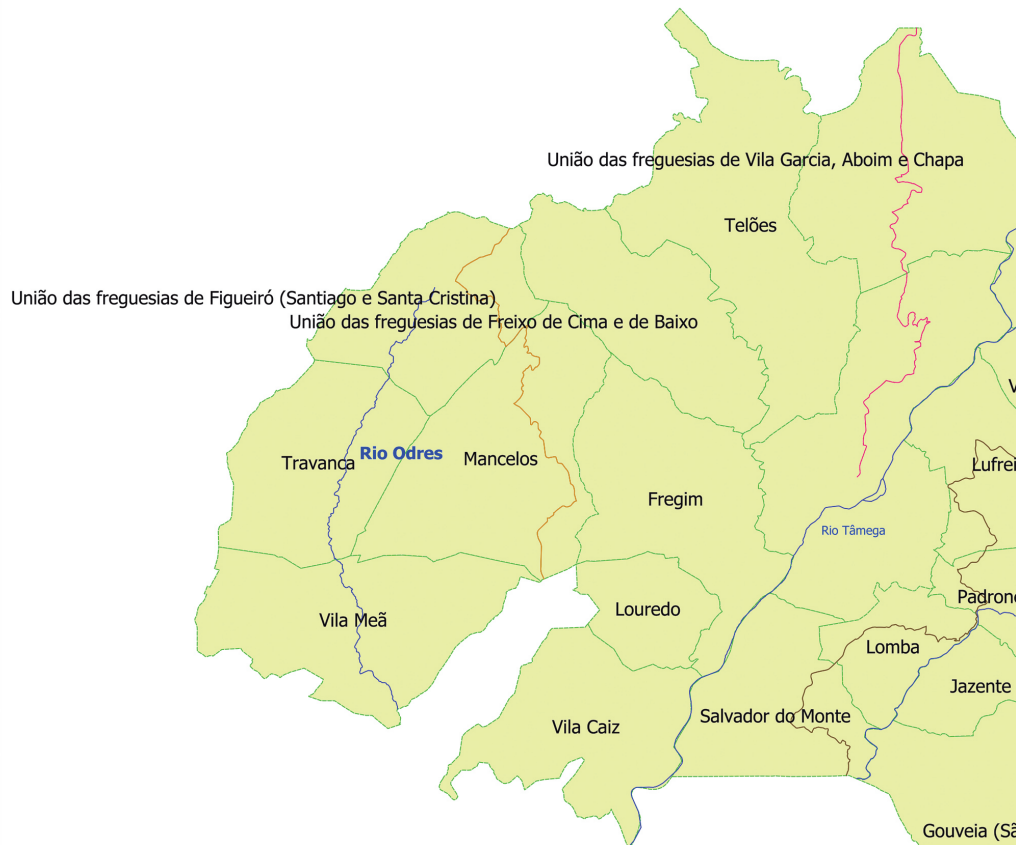 União das freguesias de Vila Garcia, Aboim e Chapa
Telões
União das freguesias de Figueiró (Santiago e Santa Cristina)
União das freguesias de Freixo de Cima e de Baixo
V
Travanca
Rio Odres
Mancelos
Lufrei
Fregim
Rio Tâmega
Padrone
Louredo
Vila Meã
Lomba
Jazente
Salvador do Monte
Vila Caiz
Gouveia (Sã